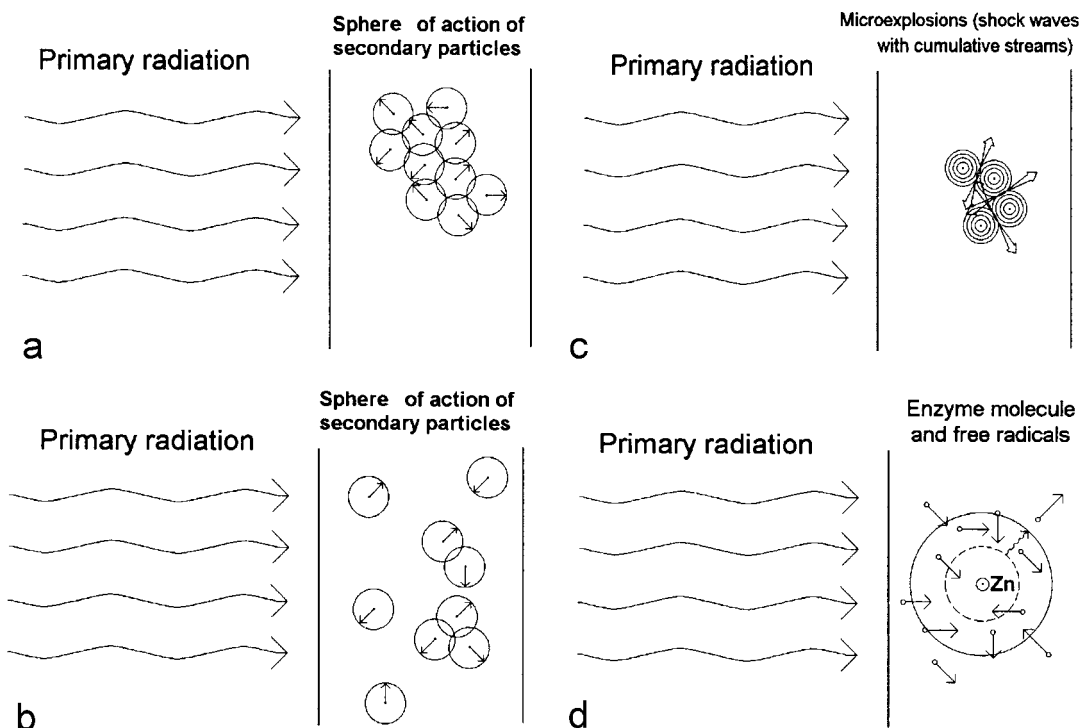 Primary radiation
Sphere of action of
secondary particles
a
Primary radiation
Microexplosions (shock waves
with cumulative streams)
c
Primary radiation
Sphere of action of
secondary particles
b
Primary radiation
Enzyme molecule
and free radicals
Zn
d